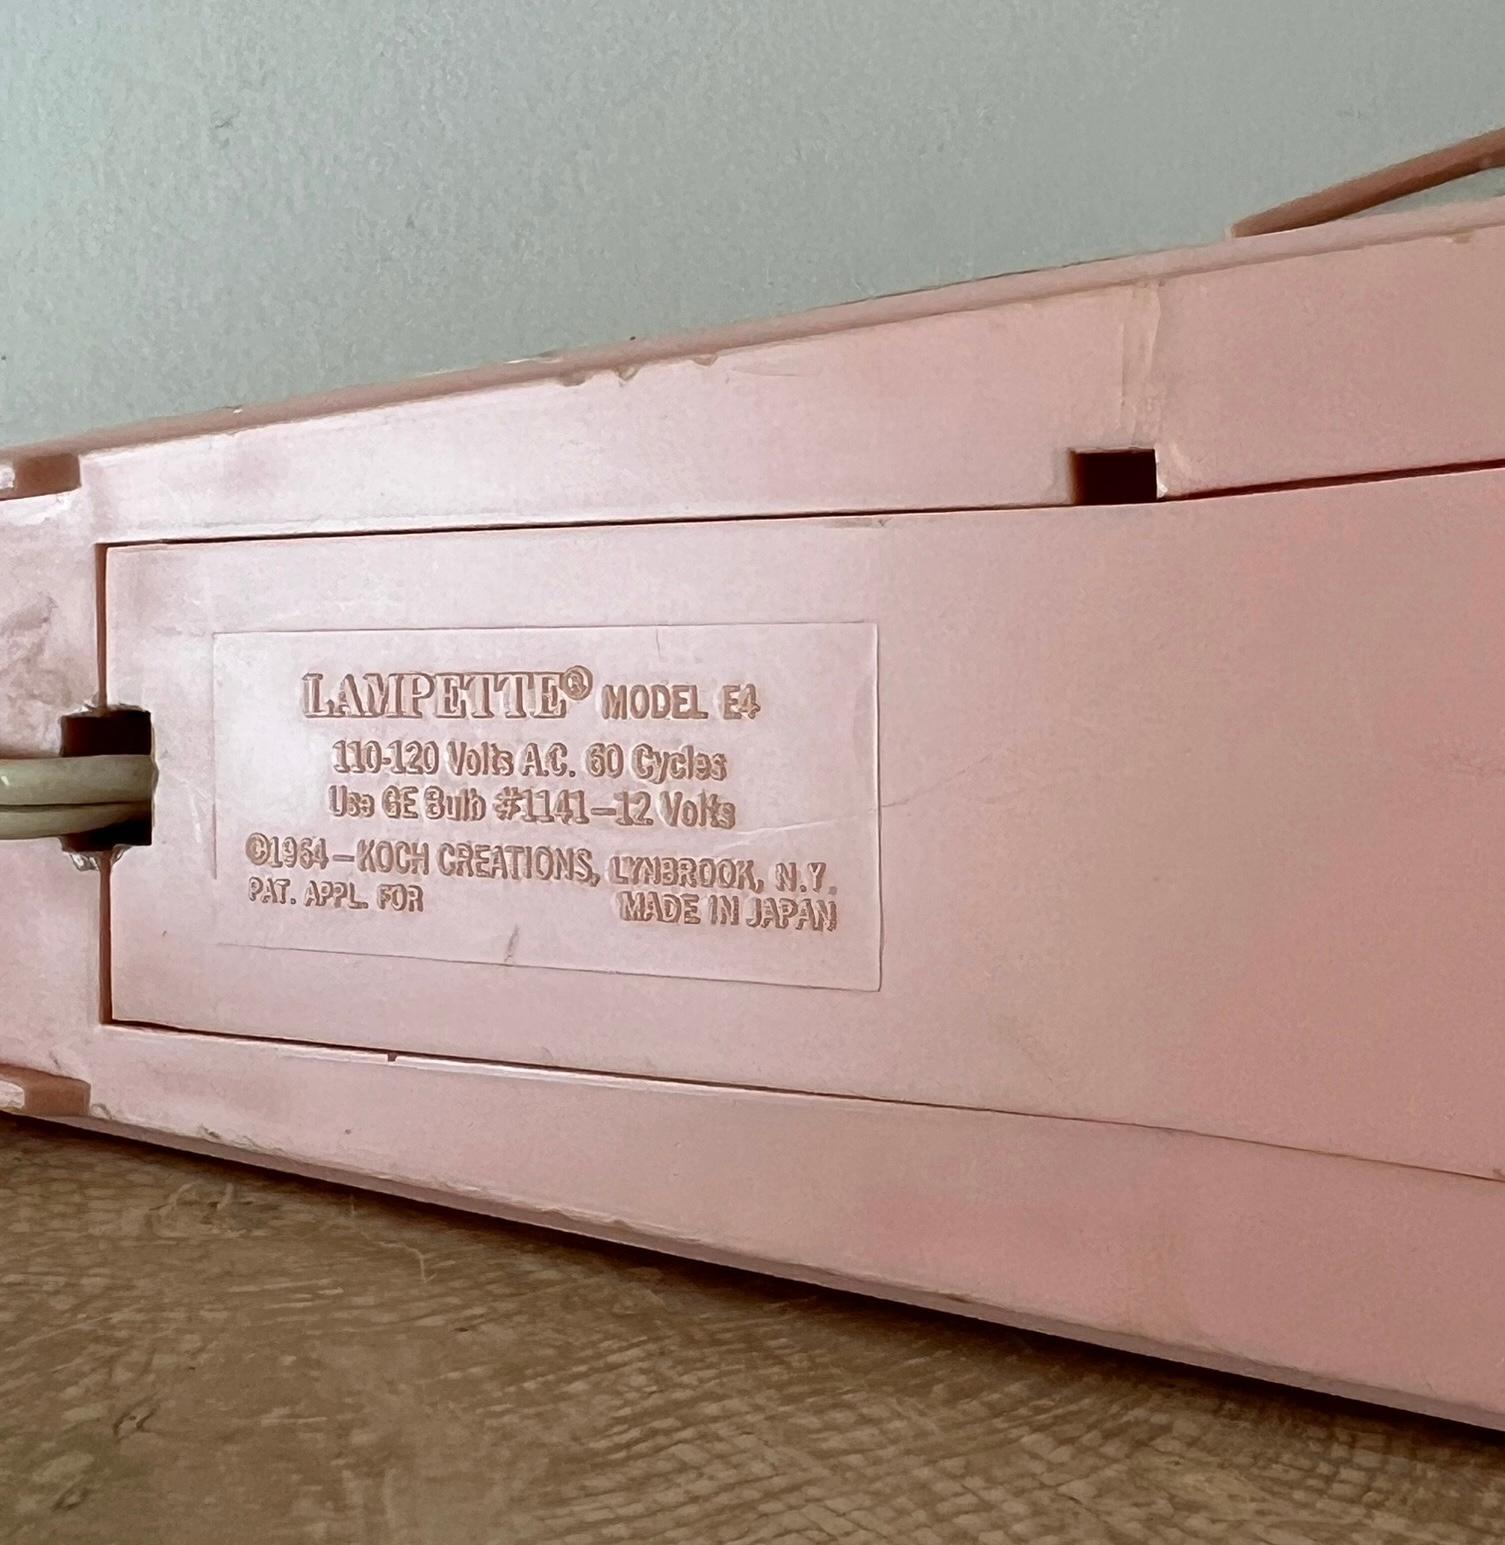 LAMPETTE® MODEL E4
110-120 Volts A.C. 60 Cycles
Use GE Bulb #1141—12 Volts
©1964—KOCH CREATIONS, LYNBROOK, N.Y.
PAT. APPL. FOR MADE IN JAPAN